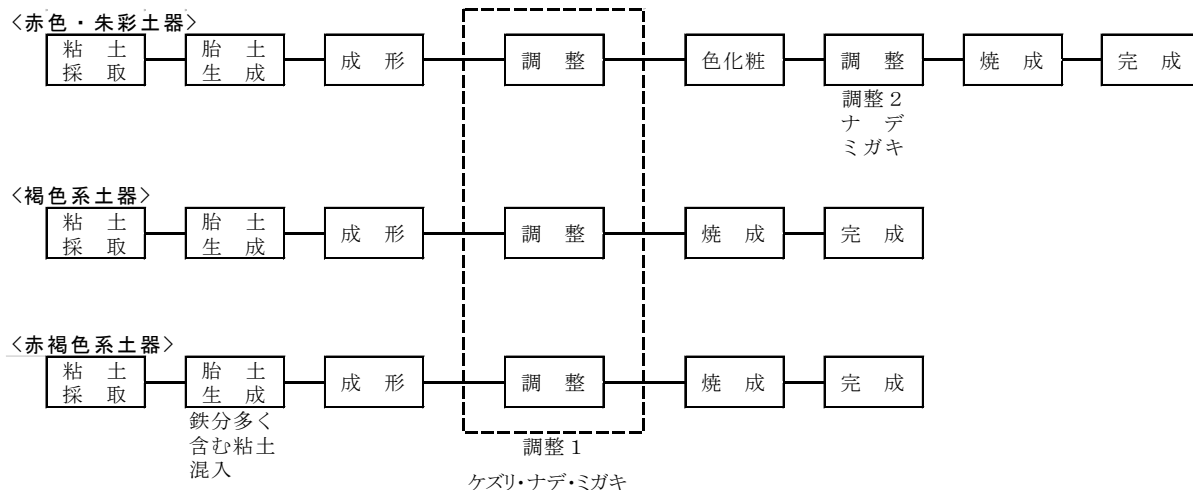 〈赤色・朱彩土器〉
粘 土
採 取
胎 土
生 成
成 形
調 整
色化粧
調 整
焼 成
完 成
調整2
ナ デ
ミガキ
〈褐色系土器〉
粘 土
採 取
胎 土
生 成
成 形
調 整
焼 成
完 成
〈赤褐色系土器〉
粘 土
採 取
胎 土
生 成
成 形
調 整
焼 成
完 成
鉄分多く
含む粘土
混入
調整1
ケズリ・ナデ・ミガキ